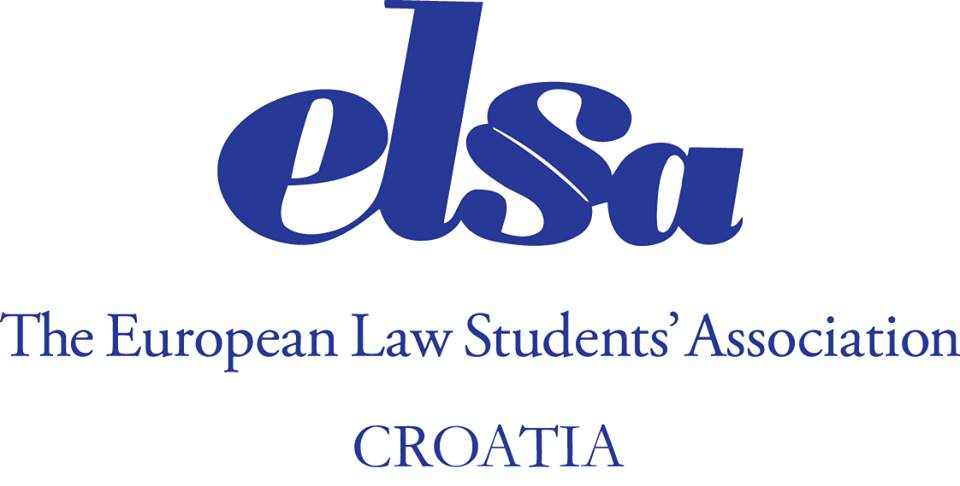 elsa
The European Law Students’ Association
CROATIA